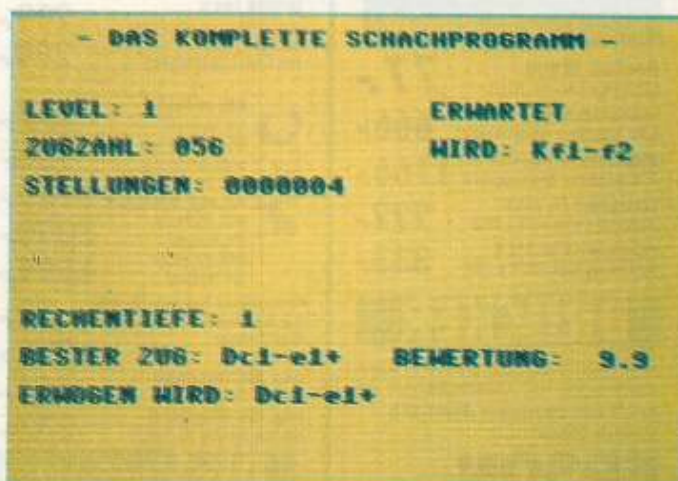 - DAS KOMPLETTE SCHACHPROGRAMM -
LEVEL: 1 ERWARTET
ZUGZAHL: 056 WIRD: Kf1-f2
STELLUNGEN: 0000004
RECHENTIEFE: 1
BESTER ZUG: Dc1-e1+ BEWERTUNG: 9.9
ERWOGEN WIRD: Dc1-e1+